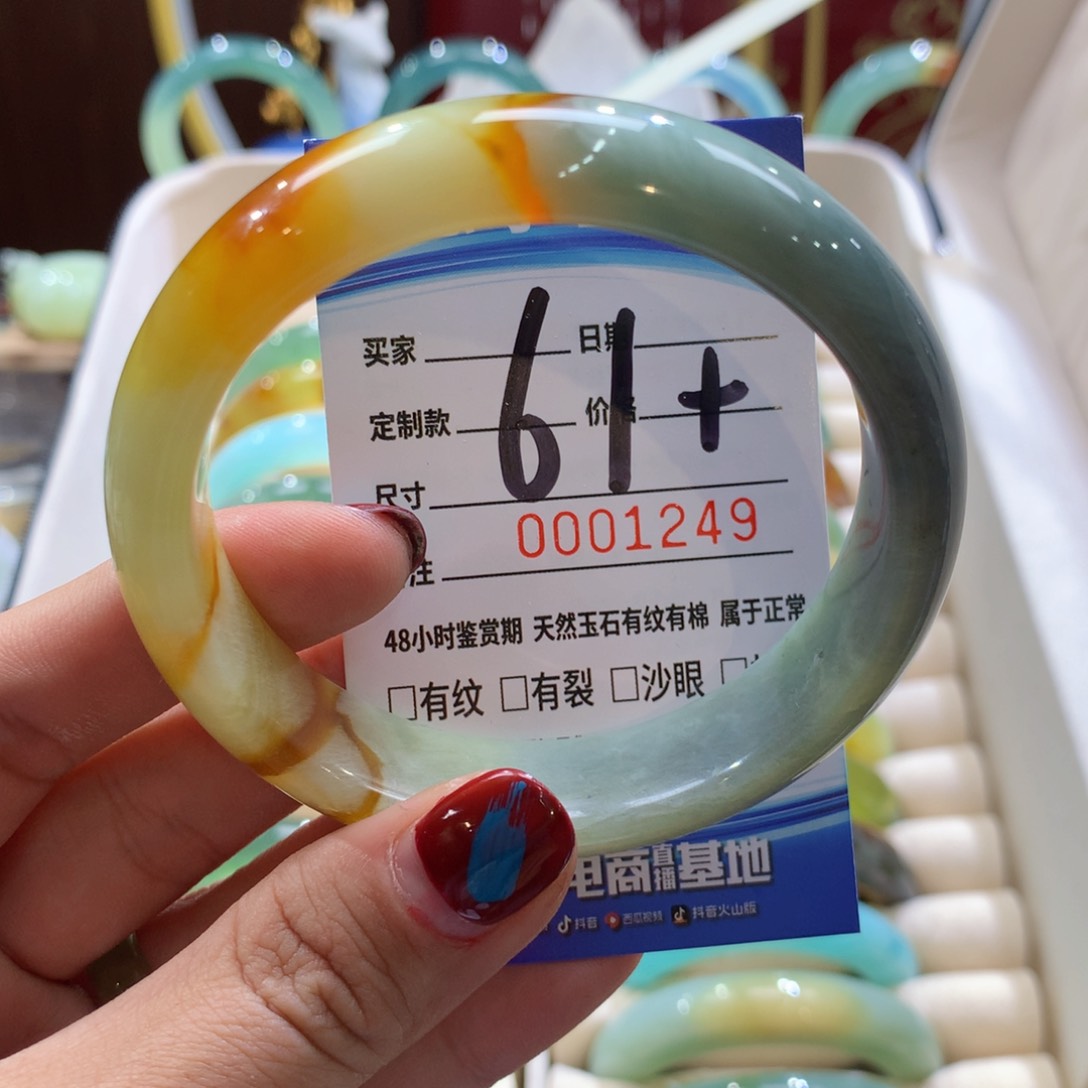 买家 日期
61+
定制款 价格
尺寸
0001249
注
48小时鉴赏期 天然玉石有纹有棉 属于正常
□有纹 □有裂 □沙眼 □
电商直播基地
抖音 西瓜视频 抖音火山版